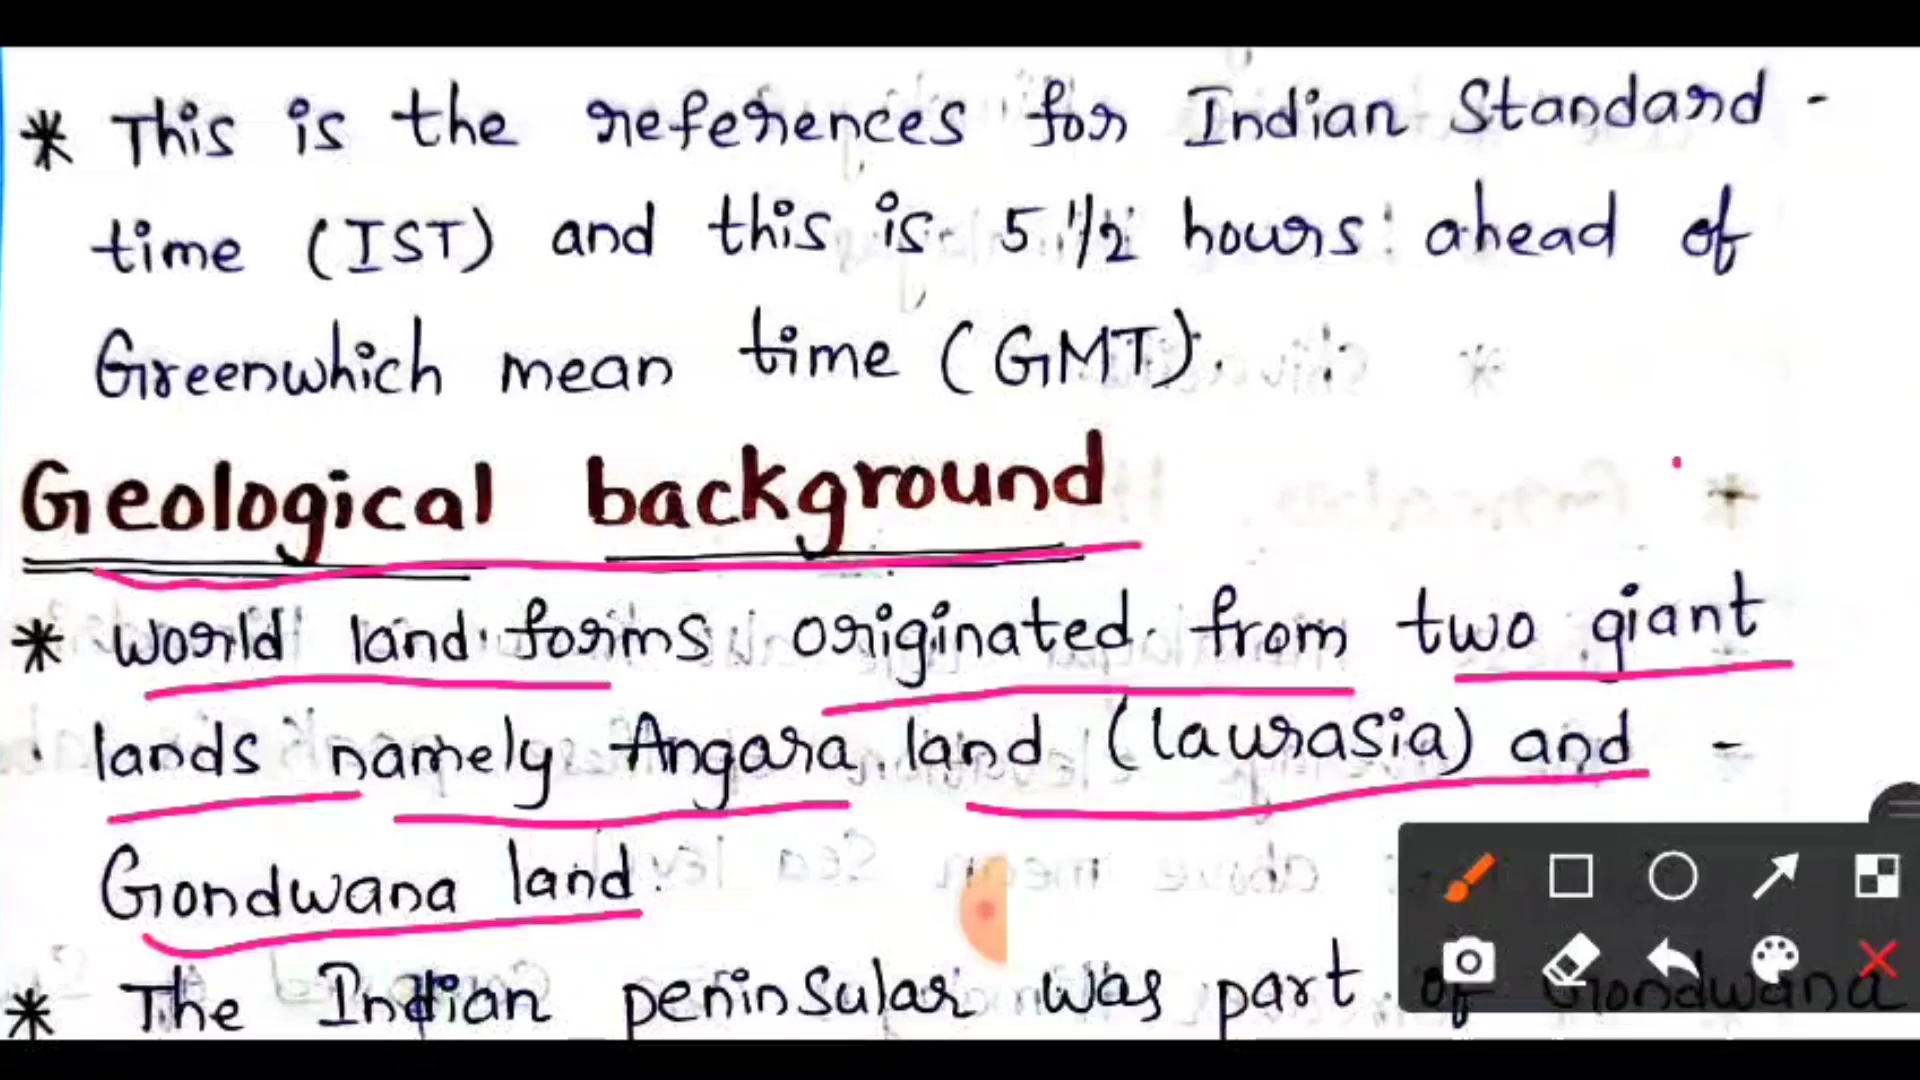 * This is the references for Indian Standard -
time (IST) and this is 5 1/2 hours ahead of
Greenwhich mean time (GMT).
Geological background
* World land forms originated from two giant
lands namely Angara land (laurasia) and -
Gondwana land.
* The Indian peninsular was part of Gondwana